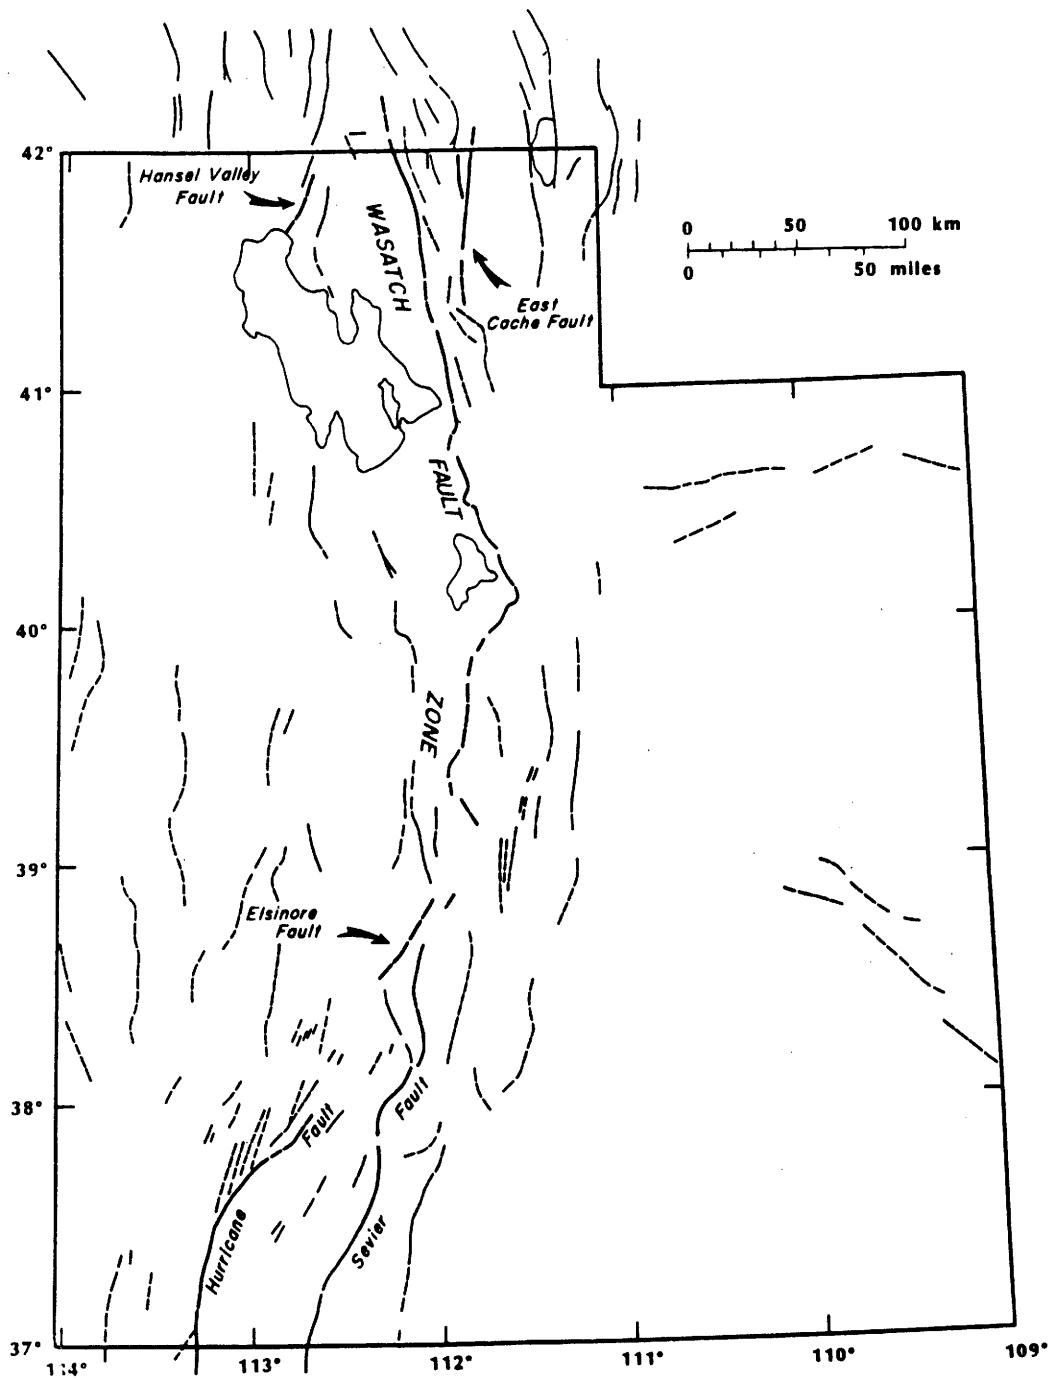 42°
Hansel Valley
Fault
WASATCH
0 50 100 km
0 50 miles
East
Cache Fault
41°
FAULT
40°
ZONE
39°
Elsinore
Fault
38°
Fault
Fault
Hurricane
Sevier
37°
114° 113° 112° 111° 110° 109°